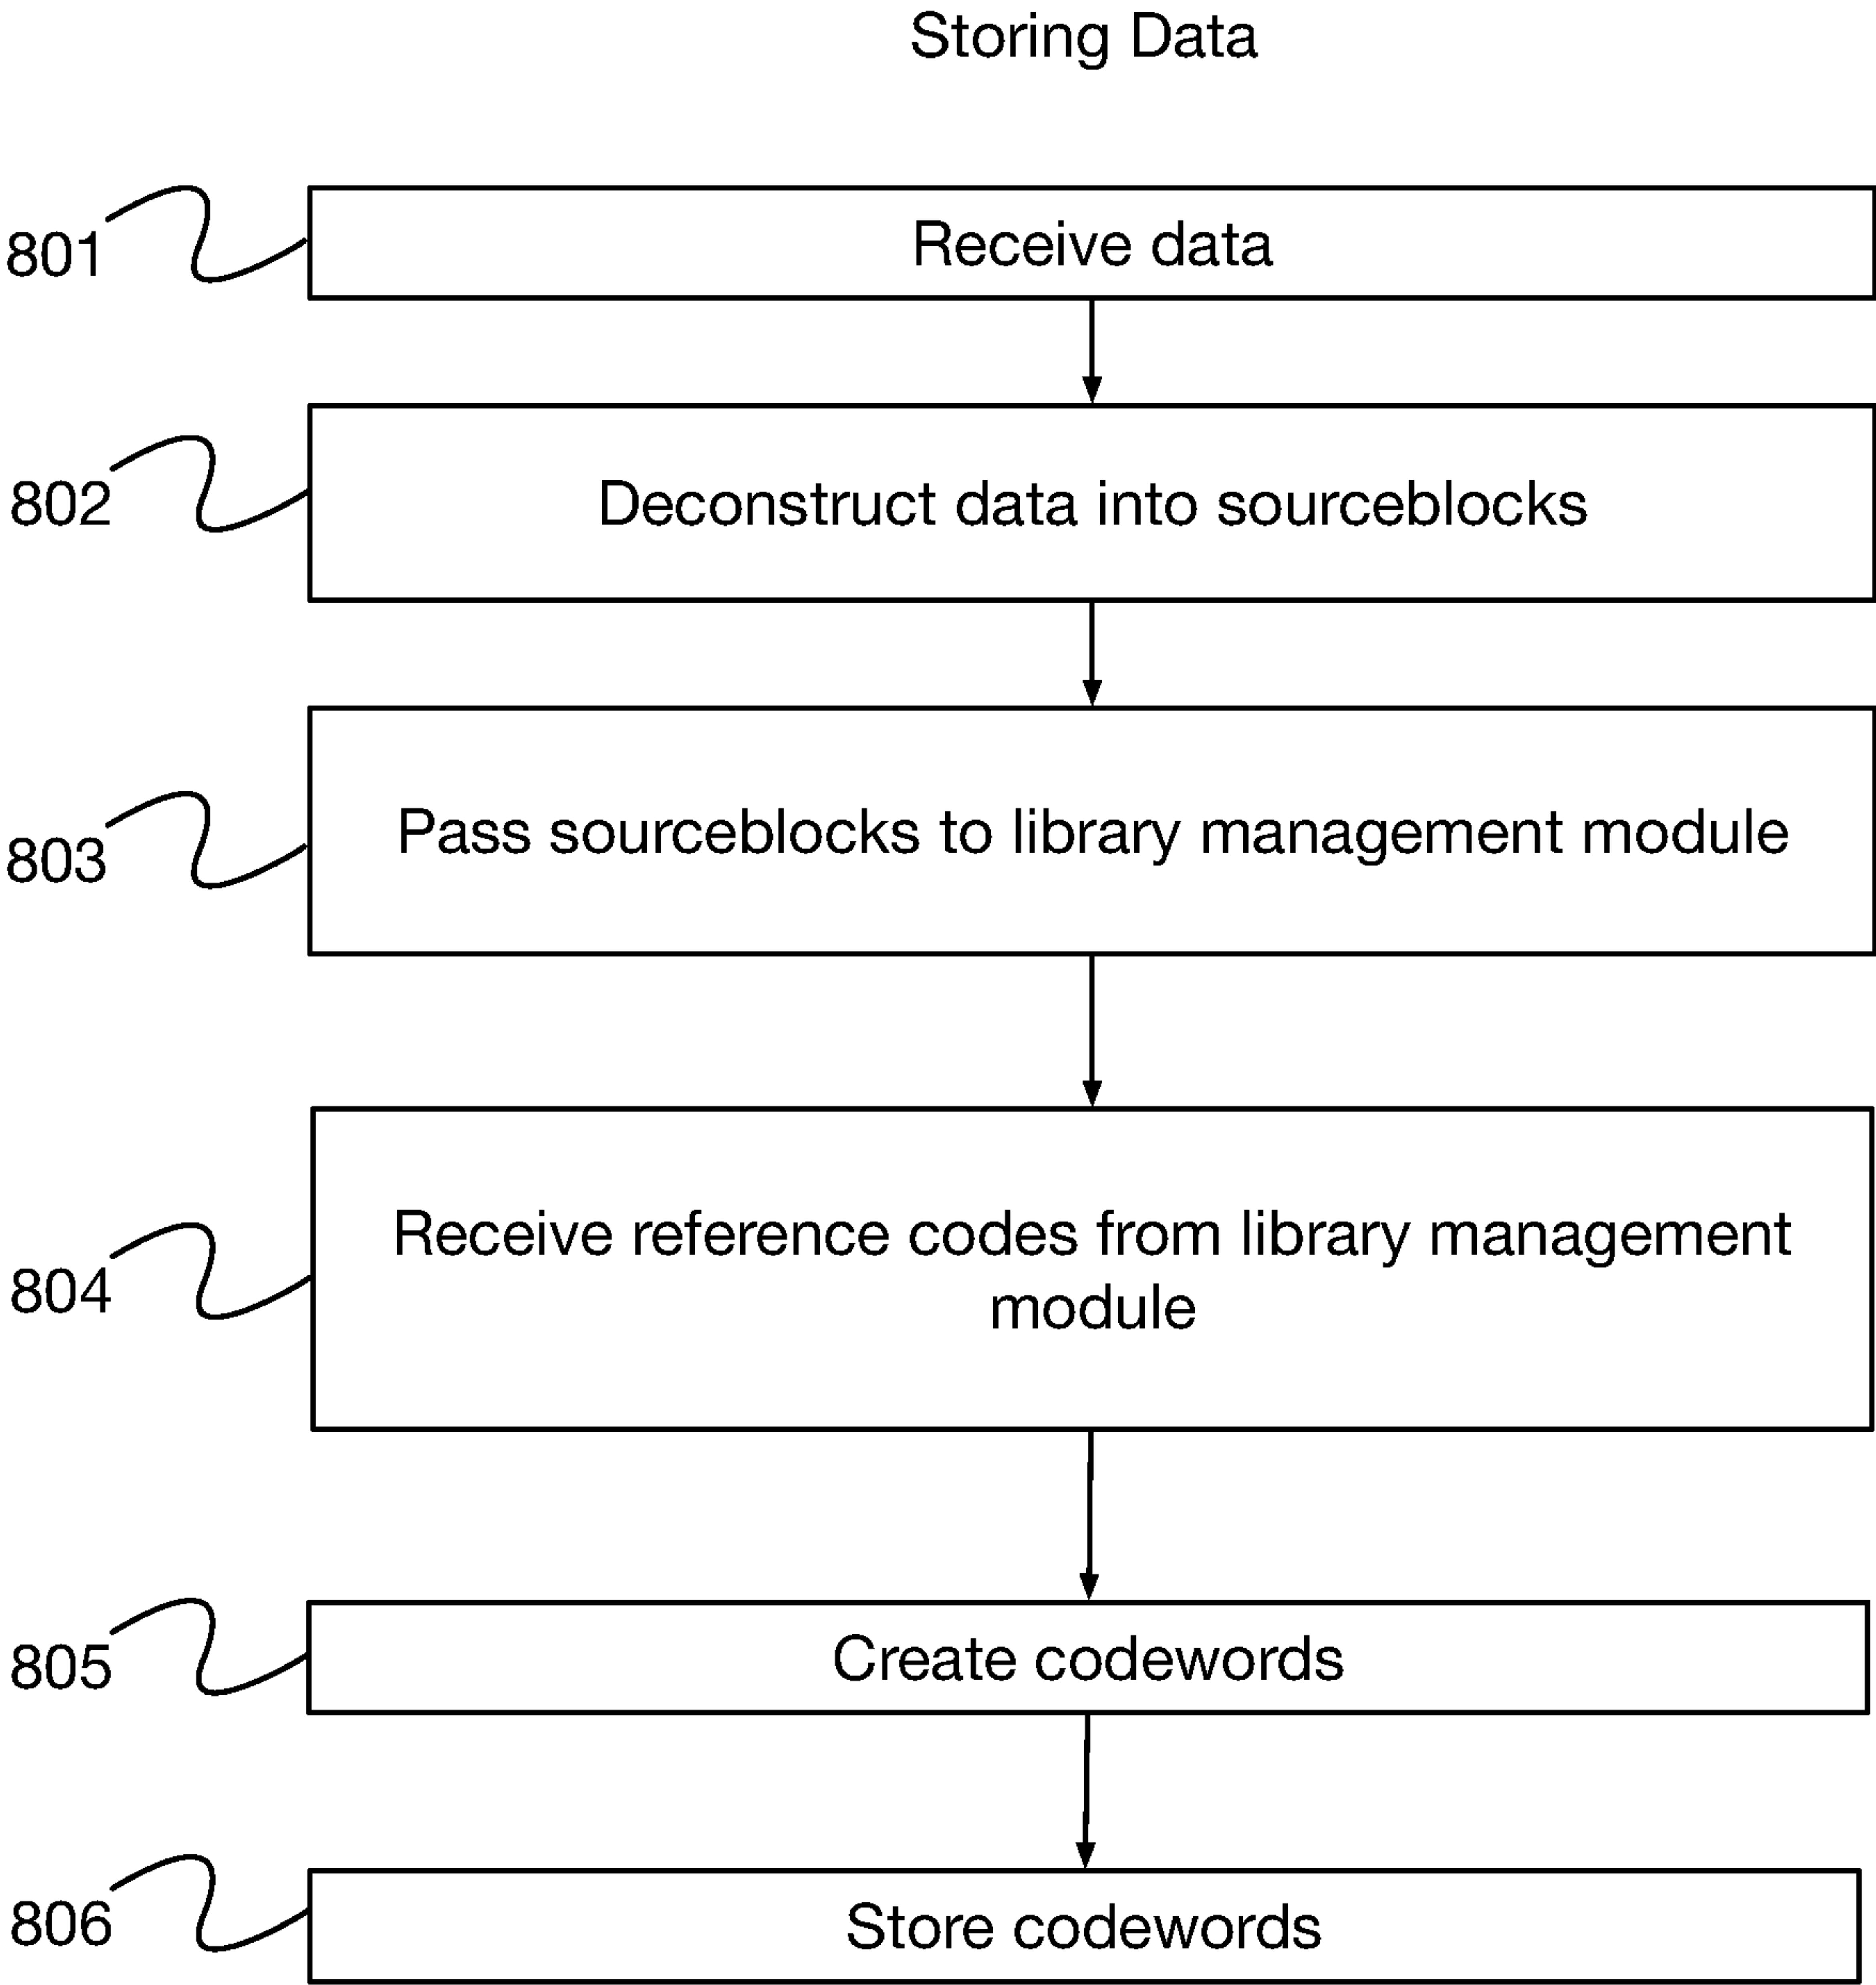 Storing Data
801
Receive data
802
Deconstruct data into sourceblocks
803
Pass sourceblocks to library management module
804
Receive reference codes from library management
module
805
Create codewords
806
Store codewords